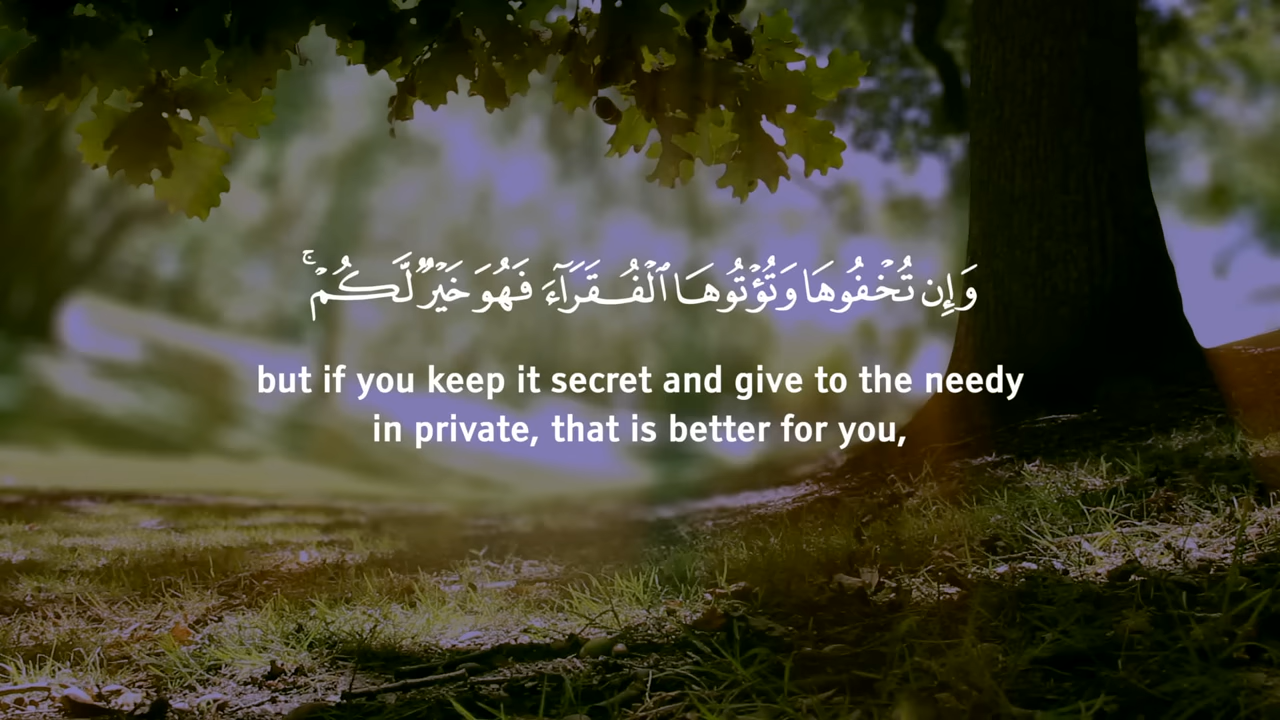 وَإِن تُخْفُوهَا وَتُؤْتُوهَا ٱلْفُقَرَآءَ فَهُوَ خَيْرٌ لَّكُمْ ۚ
but if you keep it secret and give to the needy
in private, that is better for you,